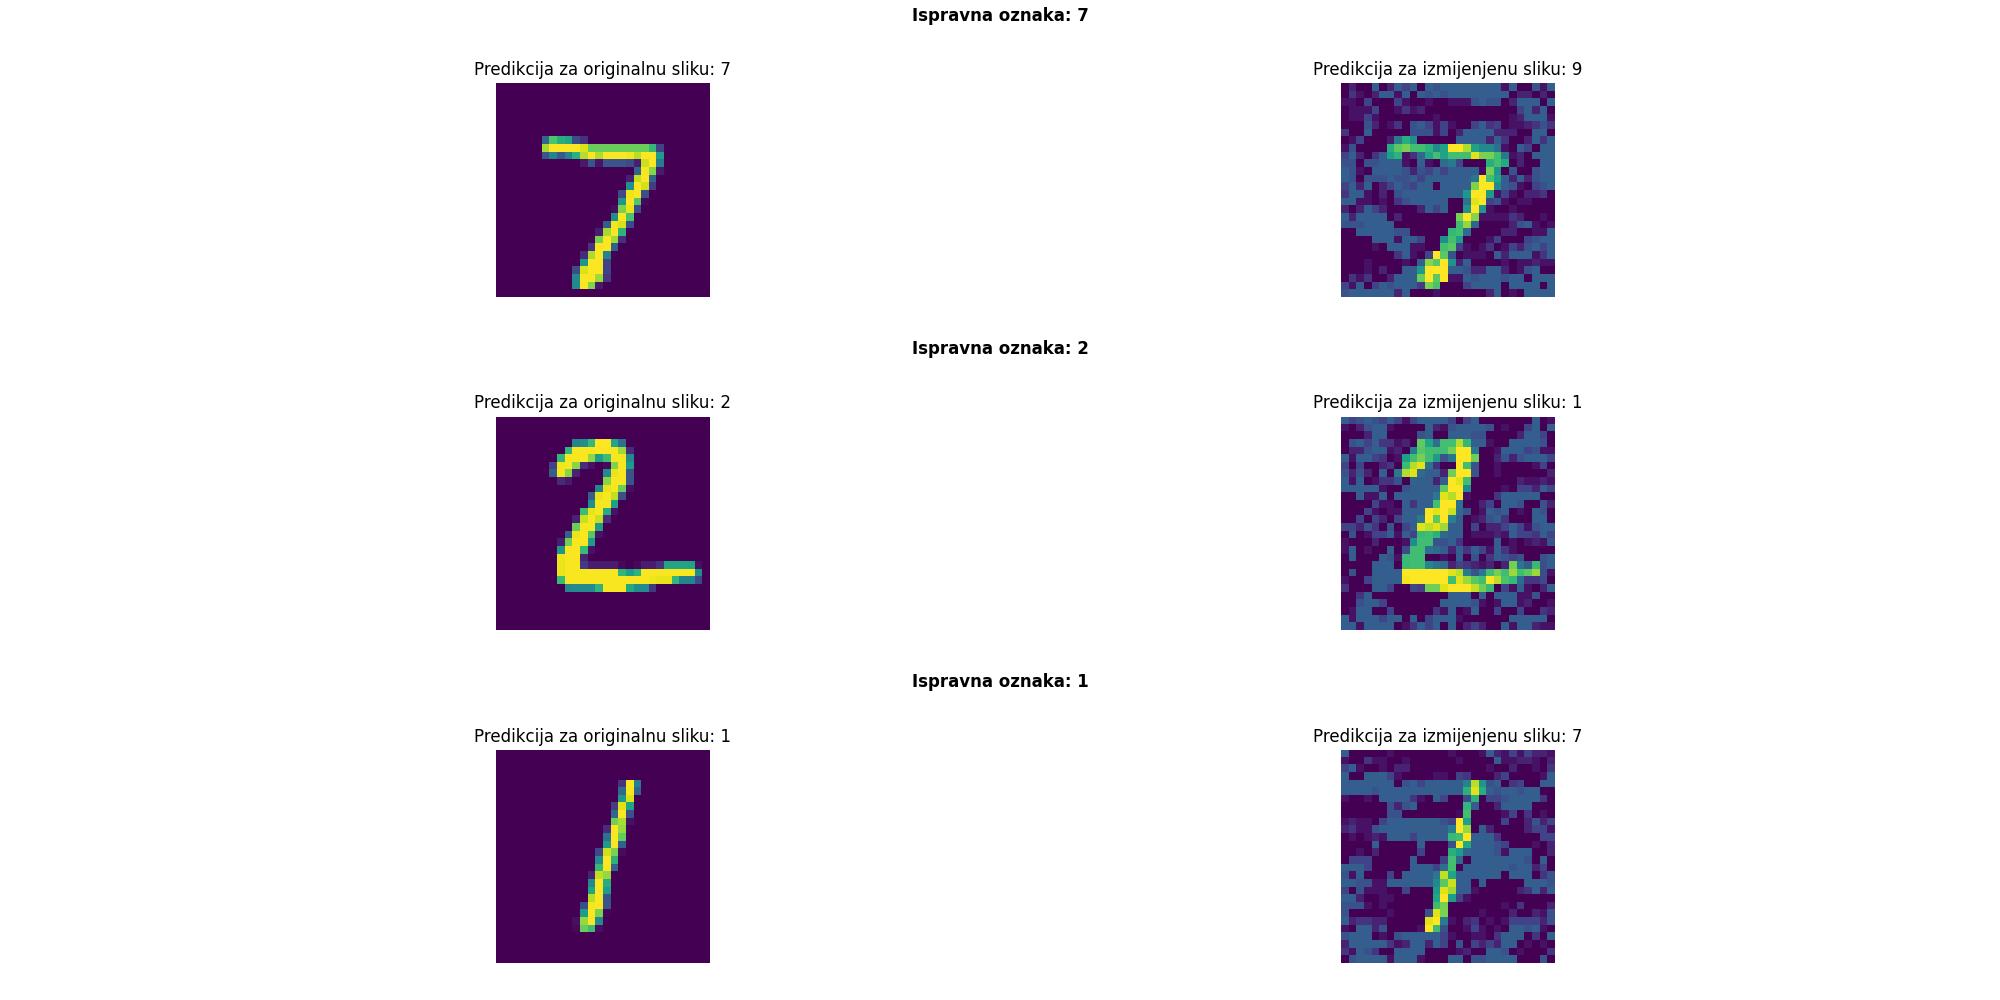 Ispravna oznaka: 7
Predikcija za originalnu sliku: 7
Predikcija za izmijenjenu sliku: 9
Ispravna oznaka: 2
Predikcija za originalnu sliku: 2
Predikcija za izmijenjenu sliku: 1
Ispravna oznaka: 1
Predikcija za originalnu sliku: 1
Predikcija za izmijenjenu sliku: 7